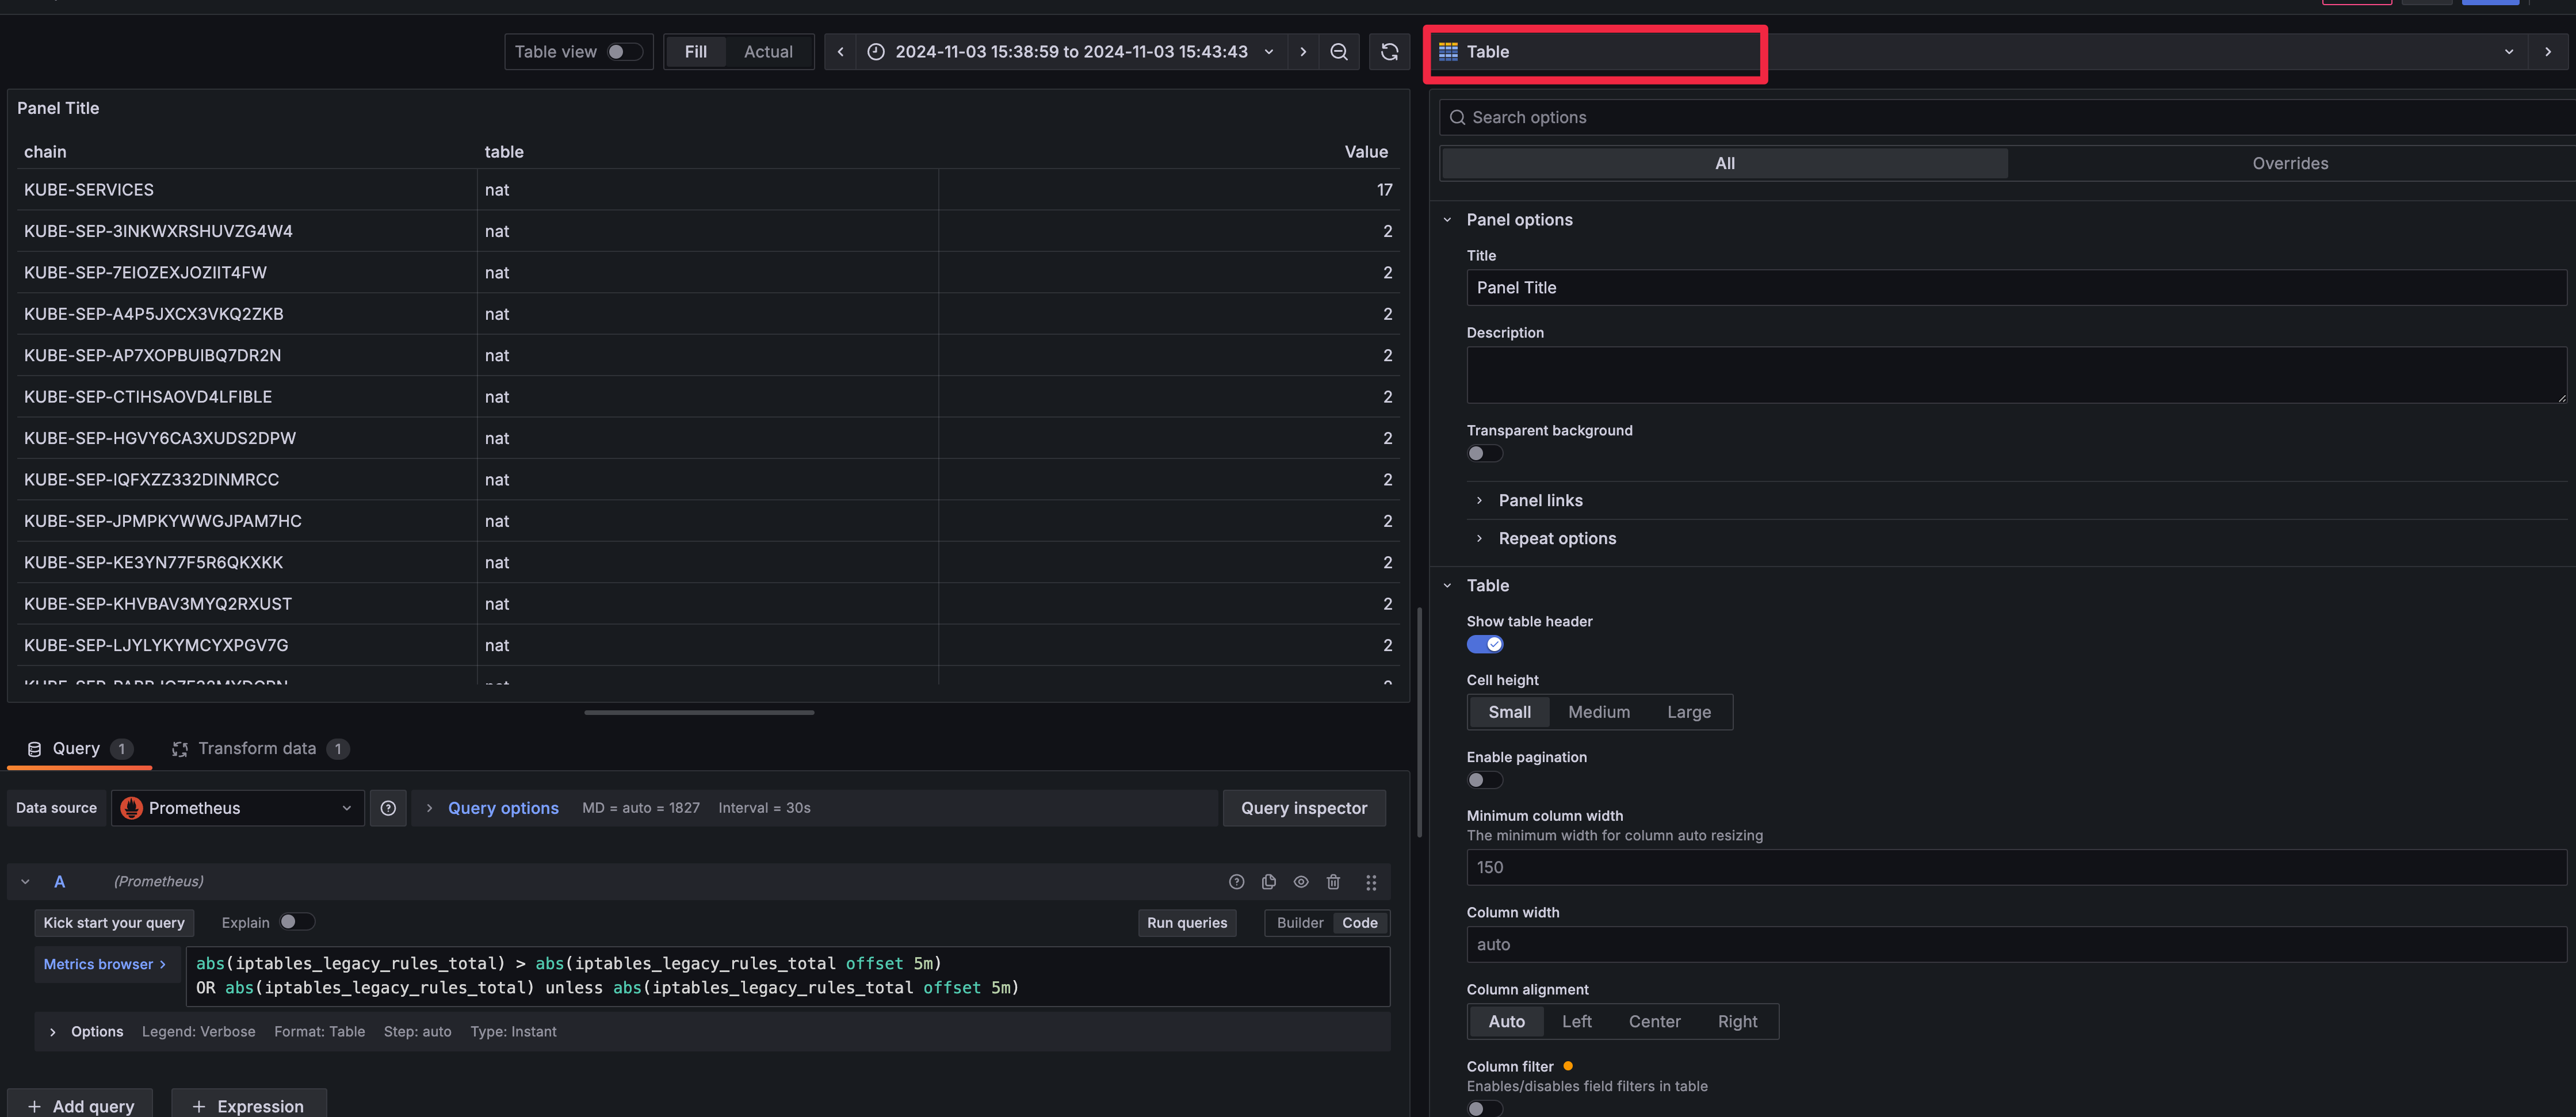 Table view
Fill
Actual
2024-11-03 15:38:59 to 2024-11-03 15:43:43
Table
Panel Title
chain table Value
KUBE-SERVICES nat 17
KUBE-SEP-3INKWXRSHUVZG4W4 nat 2
KUBE-SEP-7EIOZEXJOZIIT4FW nat 2
KUBE-SEP-A4P5JXCX3VKQ2ZKB nat 2
KUBE-SEP-AP7XOPBUIBQ7DR2N nat 2
KUBE-SEP-CTIHSAOVD4LFIBLE nat 2
KUBE-SEP-HGVY6CA3XUDS2DPW nat 2
KUBE-SEP-IQFXZZ332DINMRCC nat 2
KUBE-SEP-JPMPKYWWGJPAM7HC nat 2
KUBE-SEP-KE3YN77F5R6QKXKK nat 2
KUBE-SEP-KHVBAV3MYQ2RXUST nat 2
KUBE-SEP-LJYLYKYMCYXPGV7G nat 2
Query 1
Transform data 1
Data source
Prometheus
Query options
MD = auto = 1827
Interval = 30s
Query inspector
A
(Prometheus)
Kick start your query
Explain
Run queries
Builder
Code
Metrics browser >
abs(iptables_legacy_rules_total) > abs(iptables_legacy_rules_total offset 5m)
OR abs(iptables_legacy_rules_total) unless abs(iptables_legacy_rules_total offset 5m)
Options
Legend: Verbose
Format: Table
Step: auto
Type: Instant
+ Add query
+ Expression
Search options
All
Overrides
Panel options
Title
Panel Title
Description
Transparent background
Panel links
Repeat options
Table
Show table header
Cell height
Small
Medium
Large
Enable pagination
Minimum column width
The minimum width for column auto resizing
150
Column width
auto
Column alignment
Auto
Left
Center
Right
Column filter
Enables/disables field filters in table